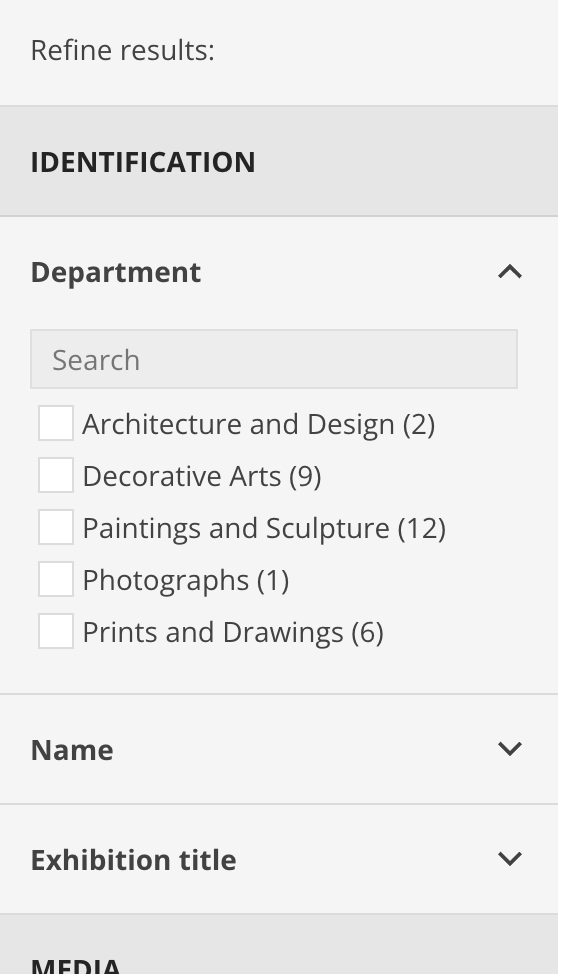 Refine results:
IDENTIFICATION
Department
Search
Architecture and Design (2)
Decorative Arts (9)
Paintings and Sculpture (12)
Photographs (1)
Prints and Drawings (6)
Name
Exhibition title
MEDIA